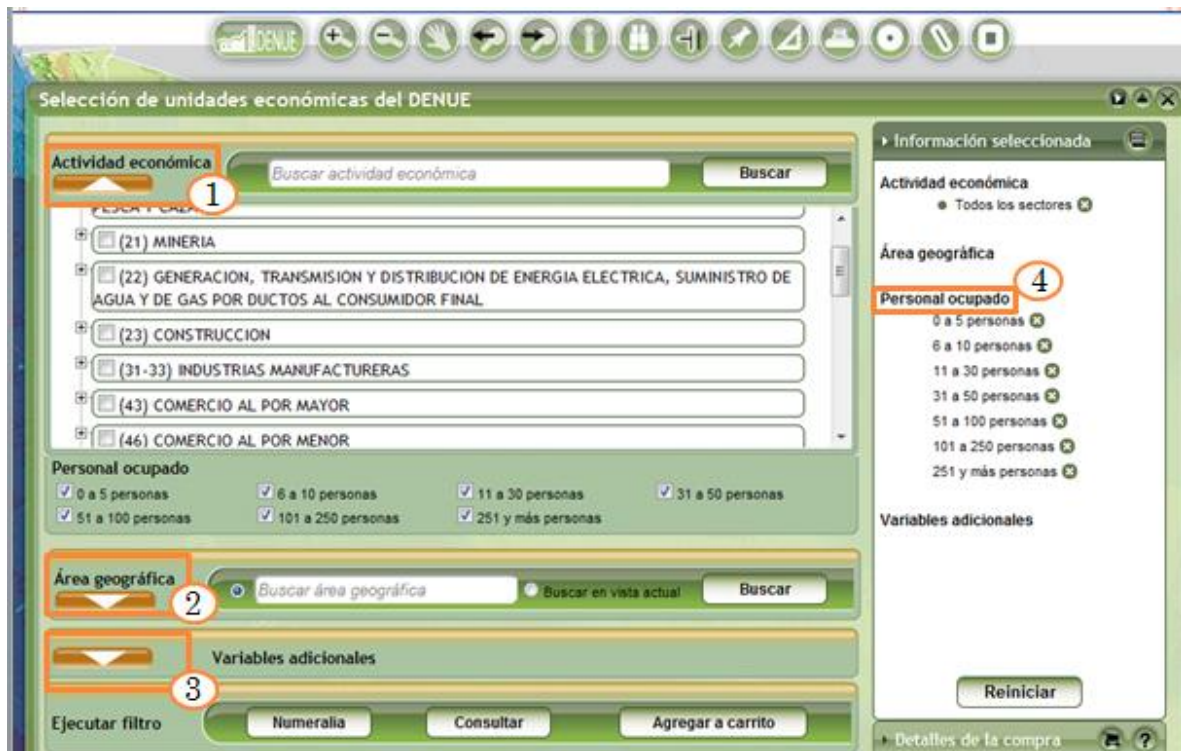 DENUE
Selección de unidades económicas del DENUE
Actividad económica
1
Buscar actividad económica
Buscar
PESCA Y CAZA
(21) MINERIA
(22) GENERACION, TRANSMISION Y DISTRIBUCION DE ENERGIA ELECTRICA, SUMINISTRO DE
AGUA Y DE GAS POR DUCTOS AL CONSUMIDOR FINAL
(23) CONSTRUCCION
(31-33) INDUSTRIAS MANUFACTURERAS
(43) COMERCIO AL POR MAYOR
(46) COMERCIO AL POR MENOR
Personal ocupado
0 a 5 personas 6 a 10 personas 11 a 30 personas 31 a 50 personas
51 a 100 personas 101 a 250 personas 251 y más personas
Área geográfica
2
Buscar área geográfica
Buscar en vista actual
Buscar
3
Variables adicionales
Ejecutar filtro
Numeralia
Consultar
Agregar a carrito
Información seleccionada
Actividad económica
Todos los sectores
Área geográfica
4
Personal ocupado
0 a 5 personas
6 a 10 personas
11 a 30 personas
31 a 50 personas
51 a 100 personas
101 a 250 personas
251 y más personas
Variables adicionales
Reiniciar
Detalles de la compra
?